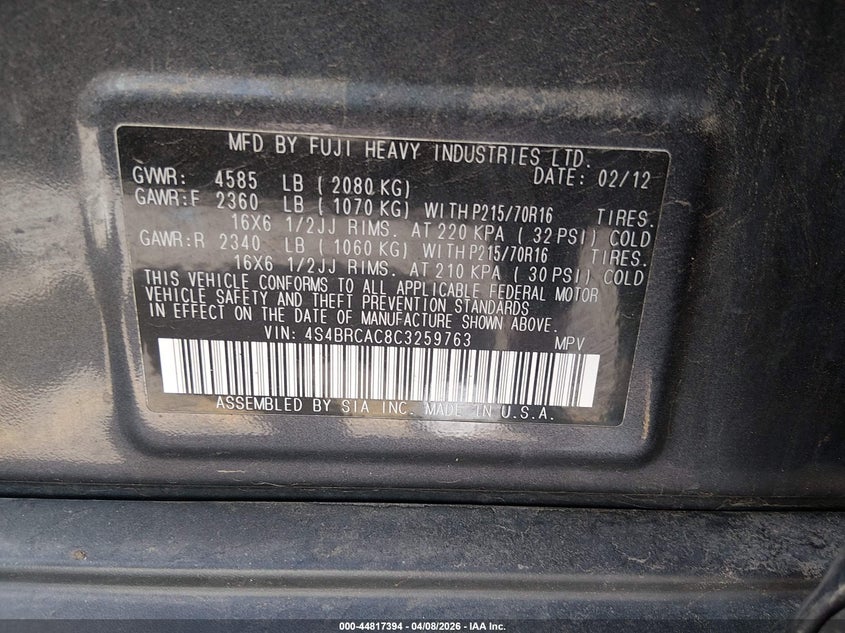 MFD BY FUJI HEAVY INDUSTRIES LTD.
GVWR: 4585 LB (2080 KG) DATE: 02/12
GAWR:F 2360 LB (1070 KG) WITH P215/70R16 TIRES.
16X6 1/2JJ RIMS. AT 220 KPA (32 PSI) COLD
GAWR:R 2340 LB (1060 KG) WITH P215/70R16 TIRES.
16X6 1/2JJ RIMS. AT 210 KPA (30 PSI) COLD
THIS VEHICLE CONFORMS TO ALL APPLICABLE FEDERAL MOTOR
VEHICLE SAFETY AND THEFT PREVENTION STANDARDS
IN EFFECT ON THE DATE OF MANUFACTURE SHOWN ABOVE.
VIN: 4S4BRCAC8C3259763 MPV
ASSEMBLED BY SIA INC. MADE IN U.S.A.
000-44817394 - 04/08/2026 - IAA Inc.